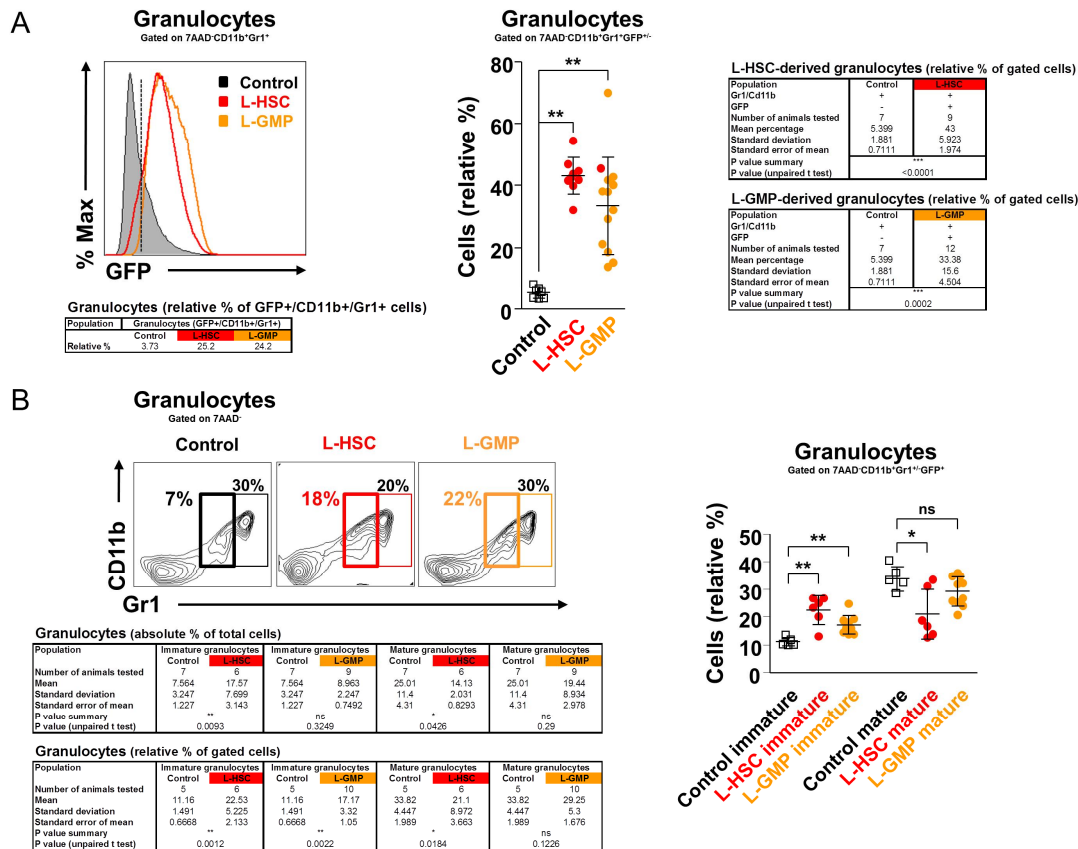 A
Granulocytes
Gated on 7AAD-CD11b+Gr1+
% Max
Control
L-HSC
L-GMP
GFP
Granulocytes (relative % of GFP+/CD11b+/Gr1+ cells)
Population Granulocytes (GFP+/CD11b+/Gr1+)
Control L-HSC L-GMP
Relative % 3.73 25.2 24.2
Granulocytes
Gated on 7AAD-CD11b+Gr1+GFP+/-
Cells (relative %)
80
60
40
20
0
**
**
Control
L-HSC
L-GMP
L-HSC-derived granulocytes (relative % of gated cells)
Population Control L-HSC
Gr1/Cd11b + +
GFP - +
Number of animals tested 7 9
Mean percentage 5.399 43
Standard deviation 1.881 5.923
Standard error of mean 0.7111 1.974
P value summary ***
P value (unpaired t test) <0.0001
L-GMP-derived granulocytes (relative % of gated cells)
Population Control L-GMP
Gr1/Cd11b + +
GFP - +
Number of animals tested 7 12
Mean percentage 5.399 33.38
Standard deviation 1.881 15.6
Standard error of mean 0.7111 4.504
P value summary ***
P value (unpaired t test) 0.0002
B
Granulocytes
Gated on 7AAD-
Control L-HSC L-GMP
7% 30% 18% 20% 22% 30%
CD11b
Gr1
Granulocytes (absolute % of total cells)
Population Immature granulocytes Immature granulocytes Mature granulocytes Mature granulocytes
Control L-HSC Control L-GMP Control L-HSC Control L-GMP
Number of animals tested 7 6 7 9 7 6 7 9
Mean 7.564 17.57 7.564 8.963 25.01 14.13 25.01 19.44
Standard deviation 3.247 7.699 3.247 2.247 11.4 2.031 11.4 8.934
Standard error of mean 1.227 3.143 1.227 0.7492 4.31 0.8293 4.31 2.978
P value summary ** ns * ns
P value (unpaired t test) 0.0093 0.3249 0.0426 0.29
Granulocytes (relative % of gated cells)
Population Immature granulocytes Immature granulocytes Mature granulocytes Mature granulocytes
Control L-HSC Control L-GMP Control L-HSC Control L-GMP
Number of animals tested 5 6 5 10 5 6 5 10
Mean 11.16 22.53 11.16 17.17 33.82 21.1 33.82 29.25
Standard deviation 1.491 5.225 1.491 3.32 4.447 8.972 4.447 5.3
Standard error of mean 0.6668 2.133 0.6668 1.05 1.989 3.663 1.989 1.676
P value summary ** ** * ns
P value (unpaired t test) 0.0012 0.0022 0.0184 0.1226
Granulocytes
Gated on 7AAD-CD11b+Gr1+/-GFP+
Cells (relative %)
50
40
30
20
10
0
**
**
ns
*
Control immature
L-HSC immature
L-GMP immature
Control mature
L-HSC mature
L-GMP mature